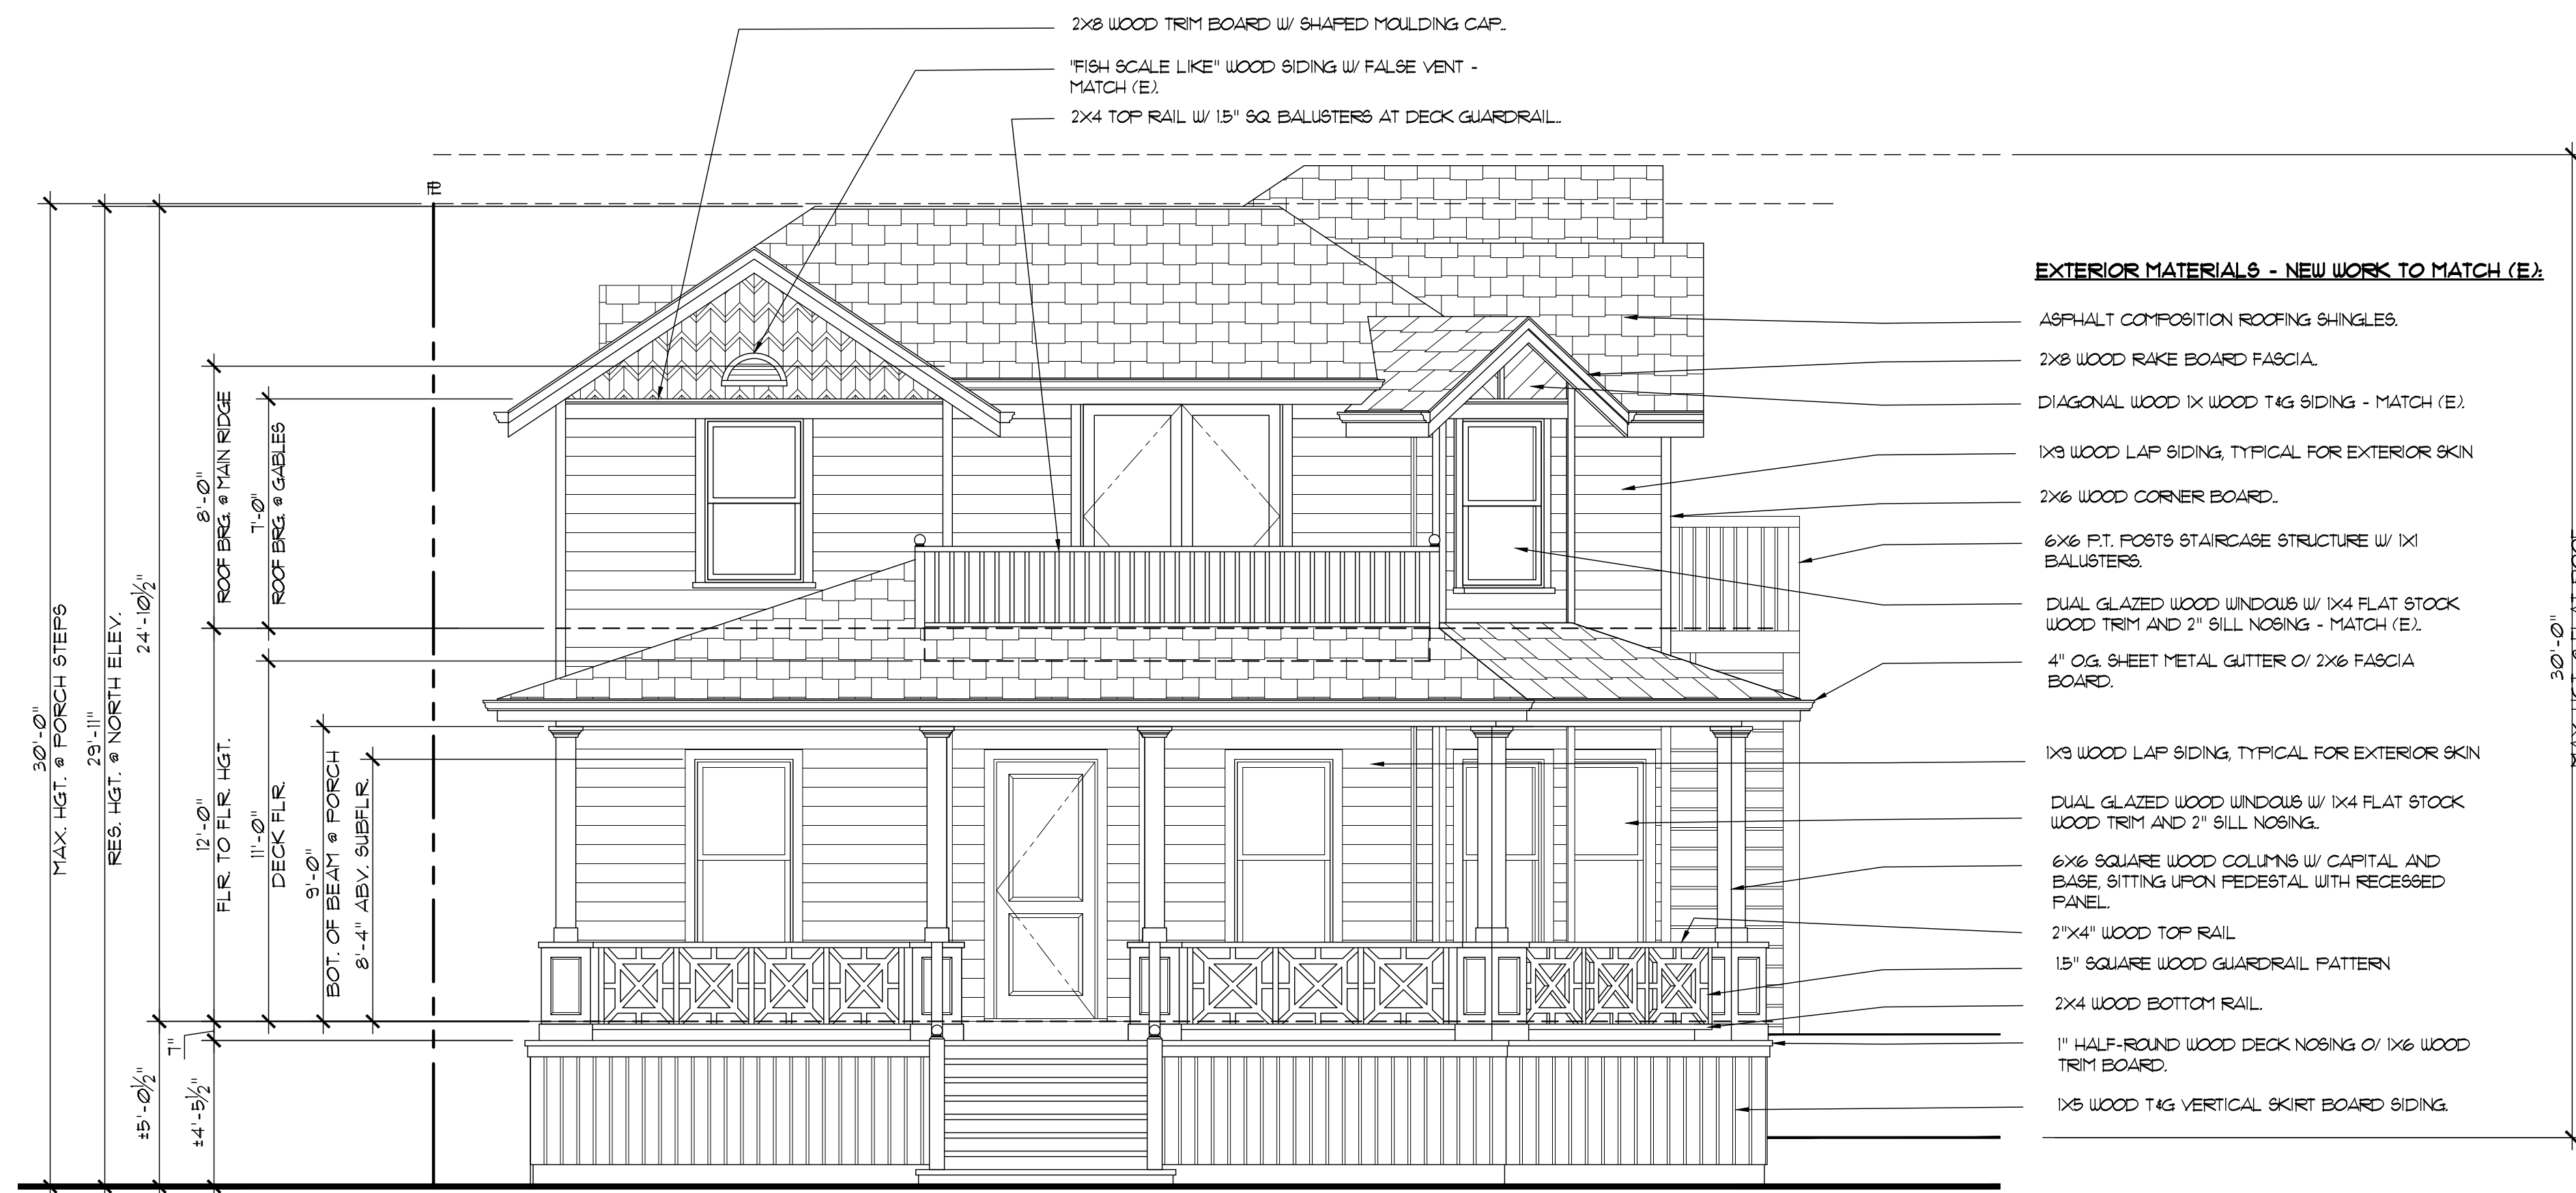 2X8 WOOD TRIM BOARD W/ SHAPED MOULDING CAP..
"FISH SCALE LIKE" WOOD SIDING W/ FALSE VENT -
MATCH (E).
2X4 TOP RAIL W/ 1.5" SQ. BALUSTERS AT DECK GUARDRAIL..
PL
EXTERIOR MATERIALS - NEW WORK TO MATCH (E):
ASPHALT COMPOSITION ROOFING SHINGLES.
2X8 WOOD RAKE BOARD FASCIA..
DIAGONAL WOOD 1X WOOD T&G SIDING - MATCH (E).
1X9 WOOD LAP SIDING, TYPICAL FOR EXTERIOR SKIN
2X6 WOOD CORNER BOARD..
6X6 P.T. POSTS STAIRCASE STRUCTURE W/ 1X1
BALUSTERS.
DUAL GLAZED WOOD WINDOWS W/ 1X4 FLAT STOCK
WOOD TRIM AND 2" SILL NOSING - MATCH (E)..
4" O.G. SHEET METAL GUTTER O/ 2X6 FASCIA
BOARD.
1X9 WOOD LAP SIDING, TYPICAL FOR EXTERIOR SKIN
DUAL GLAZED WOOD WINDOWS W/ 1X4 FLAT STOCK
WOOD TRIM AND 2" SILL NOSING..
6X6 SQUARE WOOD COLUMNS W/ CAPITAL AND
BASE, SITTING UPON PEDESTAL WITH RECESSED
PANEL.
2"X4" WOOD TOP RAIL
1.5" SQUARE WOOD GUARDRAIL PATTERN
2X4 WOOD BOTTOM RAIL.
1" HALF-ROUND WOOD DECK NOSING O/ 1X6 WOOD
TRIM BOARD.
1X5 WOOD T&G VERTICAL SKIRT BOARD SIDING.
30'-0"
MAX. HGT. @ PORCH STEPS
29'-11"
RES. HGT. @ NORTH ELEV.
24'-10½"
8'-0"
ROOF BRG. @ MAIN RIDGE
7'-0"
ROOF BRG. @ GABLES
12'-0"
FLR. TO FLR. HGT.
11'-0"
DECK FLR.
9'-0"
BOT. OF BEAM @ PORCH
8'-4" ABV. SUBFLR.
7"
±5'-0½"
±4'-5½"
30'-0"